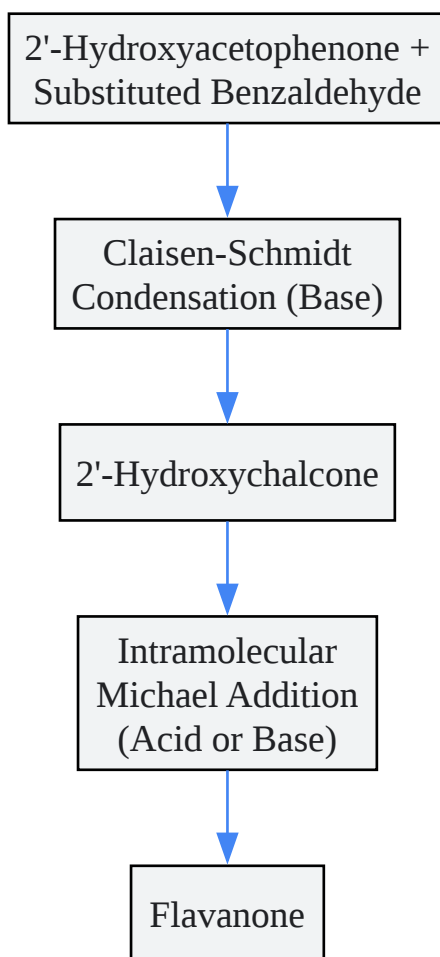 2'-Hydroxyacetophenone +
Substituted Benzaldehyde
Claisen-Schmidt
Condensation (Base)
2'-Hydroxychalcone
Intramolecular
Michael Addition
(Acid or Base)
Flavanone